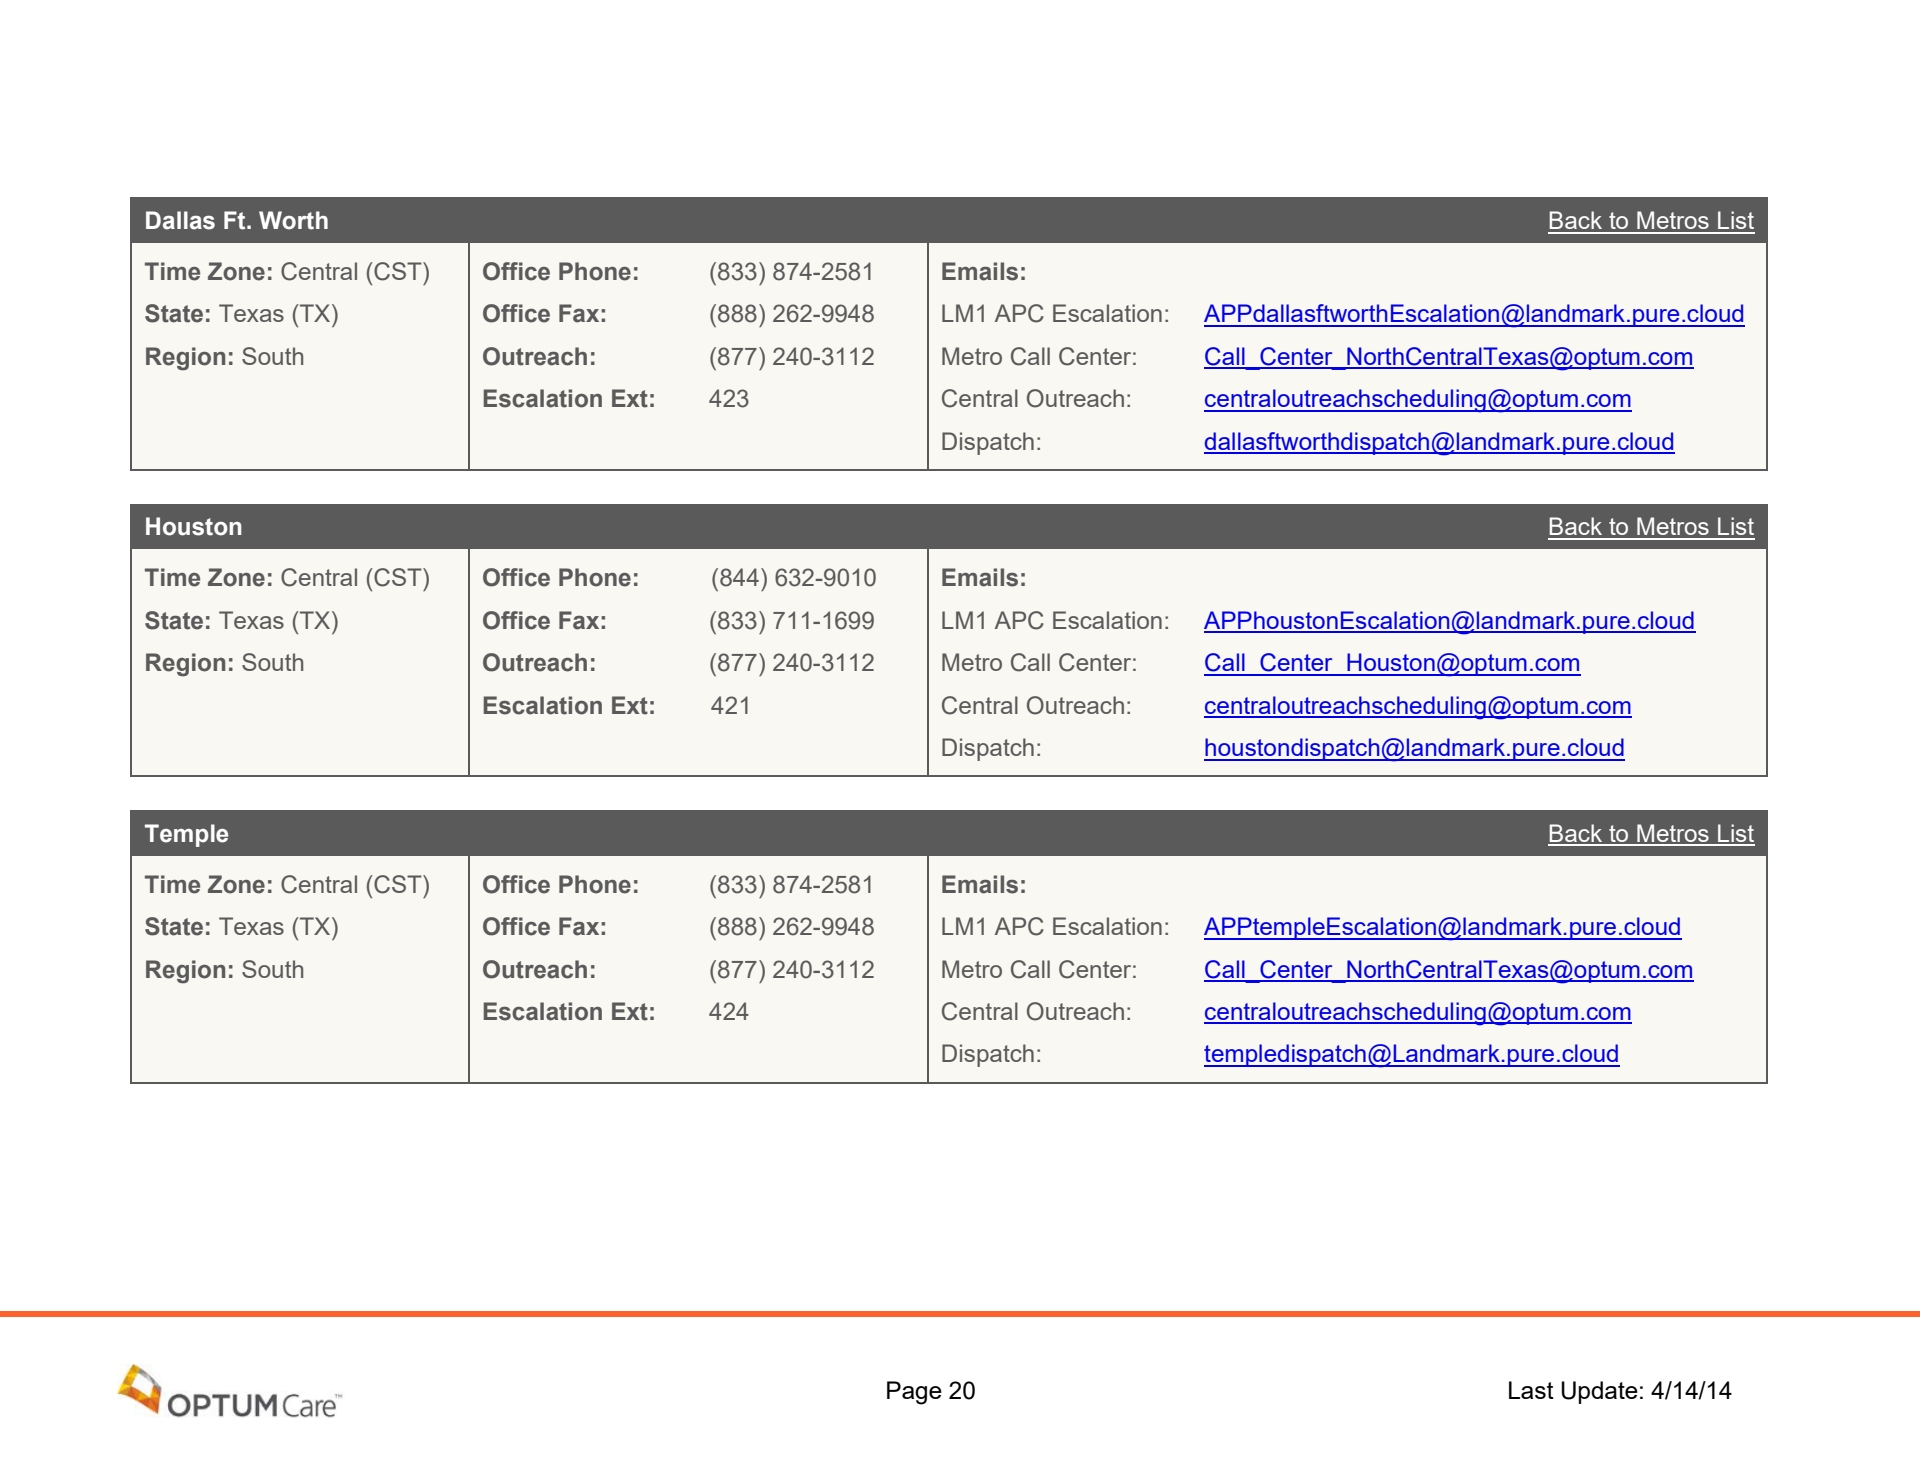 Dallas Ft. Worth Back to Metros List
Time Zone: Central (CST) Office Phone: (833) 874-2581 Emails:
State: Texas (TX) Office Fax: (888) 262-9948 LM1 APC Escalation: APPdallasftworthEscalation@landmark.pure.cloud
Region: South Outreach: (877) 240-3112 Metro Call Center: Call_Center_NorthCentralTexas@optum.com
Escalation Ext: 423 Central Outreach: centraloutreachscheduling@optum.com
Dispatch: dallasftworthdispatch@landmark.pure.cloud
Houston Back to Metros List
Time Zone: Central (CST) Office Phone: (844) 632-9010 Emails:
State: Texas (TX) Office Fax: (833) 711-1699 LM1 APC Escalation: APPhoustonEscalation@landmark.pure.cloud
Region: South Outreach: (877) 240-3112 Metro Call Center: Call_Center_Houston@optum.com
Escalation Ext: 421 Central Outreach: centraloutreachscheduling@optum.com
Dispatch: houstondispatch@landmark.pure.cloud
Temple Back to Metros List
Time Zone: Central (CST) Office Phone: (833) 874-2581 Emails:
State: Texas (TX) Office Fax: (888) 262-9948 LM1 APC Escalation: APPtempleEscalation@landmark.pure.cloud
Region: South Outreach: (877) 240-3112 Metro Call Center: Call_Center_NorthCentralTexas@optum.com
Escalation Ext: 424 Central Outreach: centraloutreachscheduling@optum.com
Dispatch: templedispatch@Landmark.pure.cloud
OPTUM Care™ Page 20 Last Update: 4/14/14